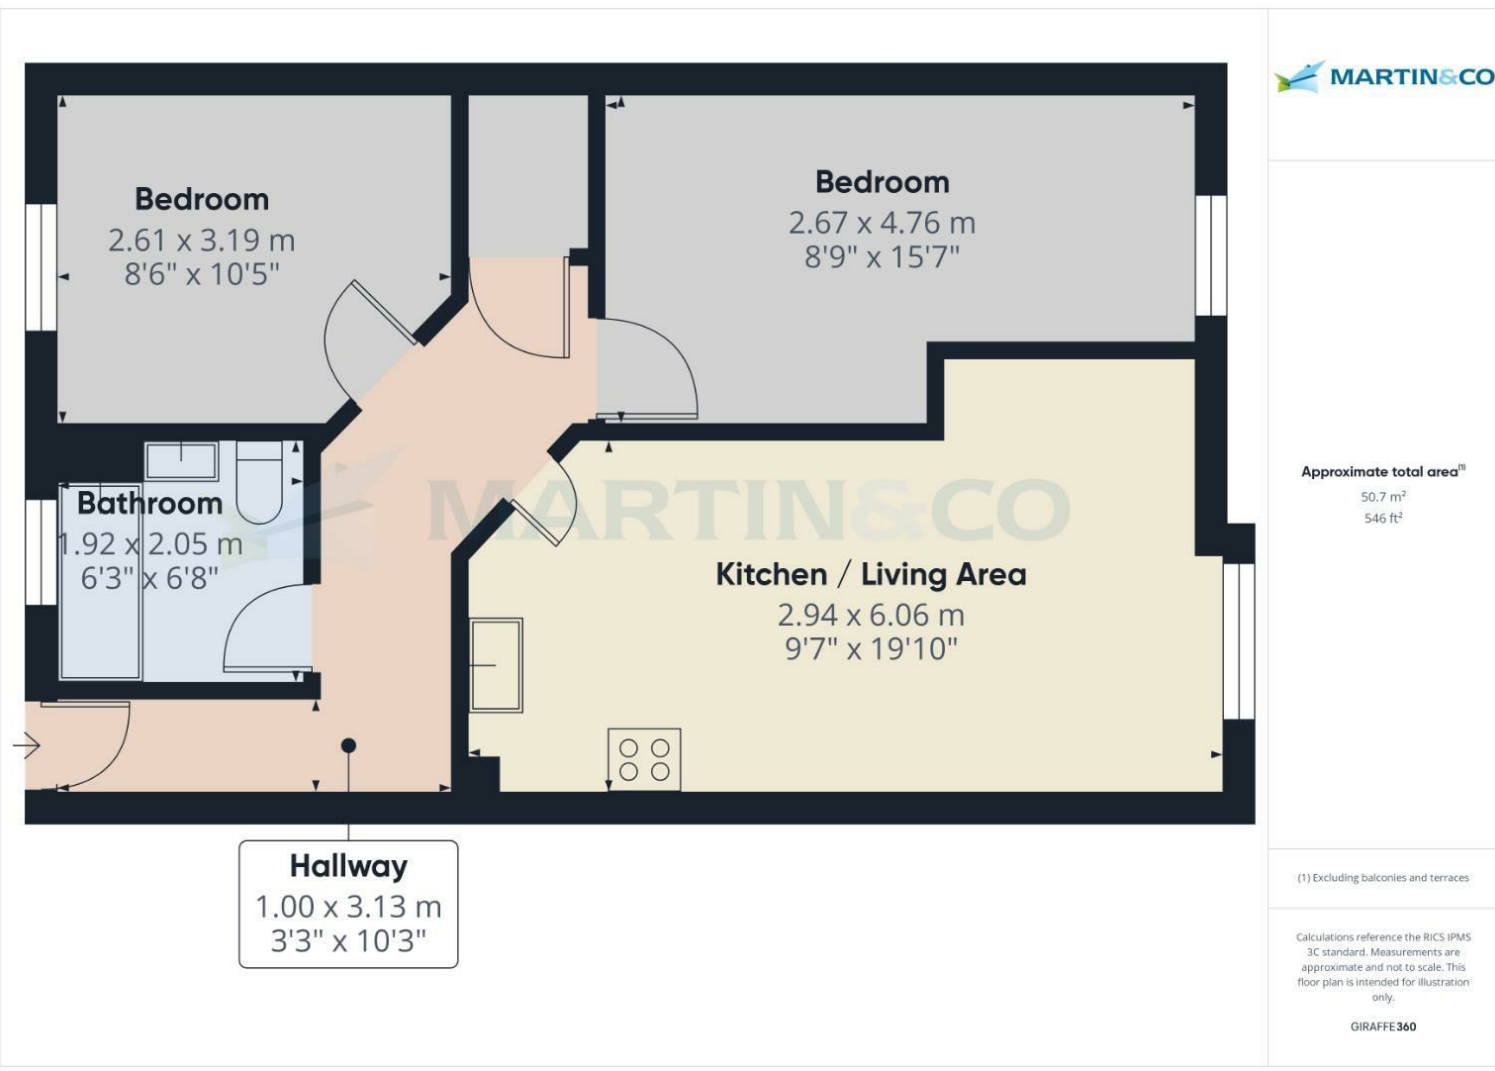 MARTIN&CO
Bedroom
2.61 x 3.19 m
8'6" x 10'5"
Bedroom
2.67 x 4.76 m
8'9" x 15'7"
Bathroom
1.92 x 2.05 m
6'3" x 6'8"
MARTIN&CO
Kitchen / Living Area
2.94 x 6.06 m
9'7" x 19'10"
Hallway
1.00 x 3.13 m
3'3" x 10'3"
Approximate total area(1)
50.7 m²
546 ft²
(1) Excluding balconies and terraces
Calculations reference the RICS IPMS
3C standard. Measurements are
approximate and not to scale. This
floor plan is intended for illustration
only.
GIRAFFE360